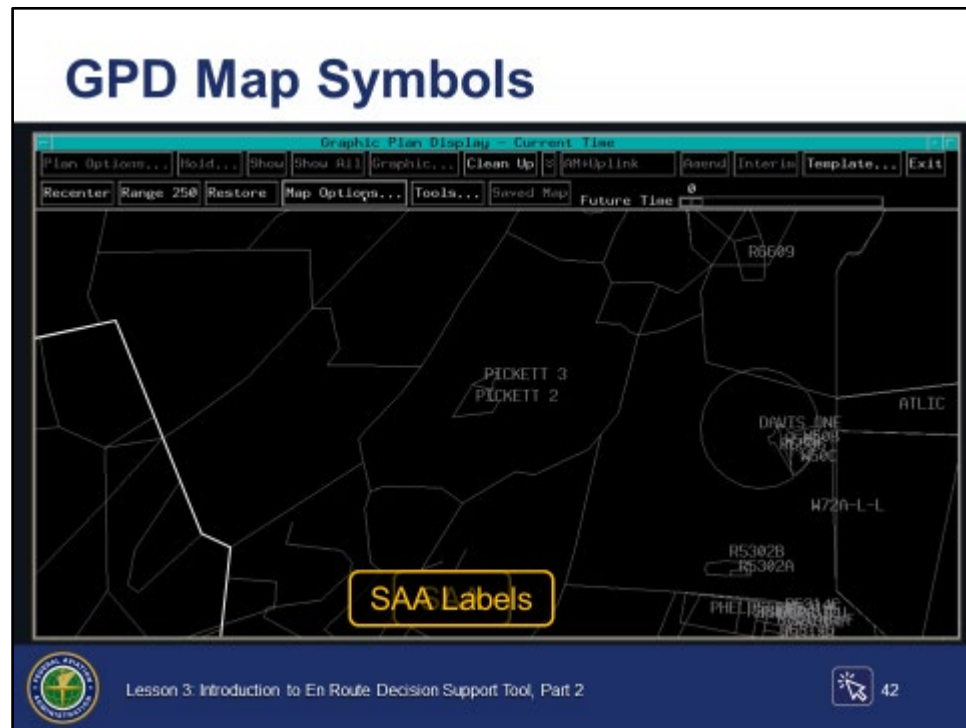 GPD Map Symbols
Graphic Plan Display - Current Time
Plan Options... Hold... Show Show All Graphic... Clean Up AM+Uplink Amend Interim Template... Exit
Recenter Range 250 Restore Map Options... Tools... Saved Map Future Time 0
R6609
PICKETT 3
PICKETT 2
ATLIC
DAVIS ONE
W50C
W72A-L-L
R5302B
R5302A
SAA Labels
FEDERAL AVIATION ADMINISTRATION
Lesson 3: Introduction to En Route Decision Support Tool, Part 2
42